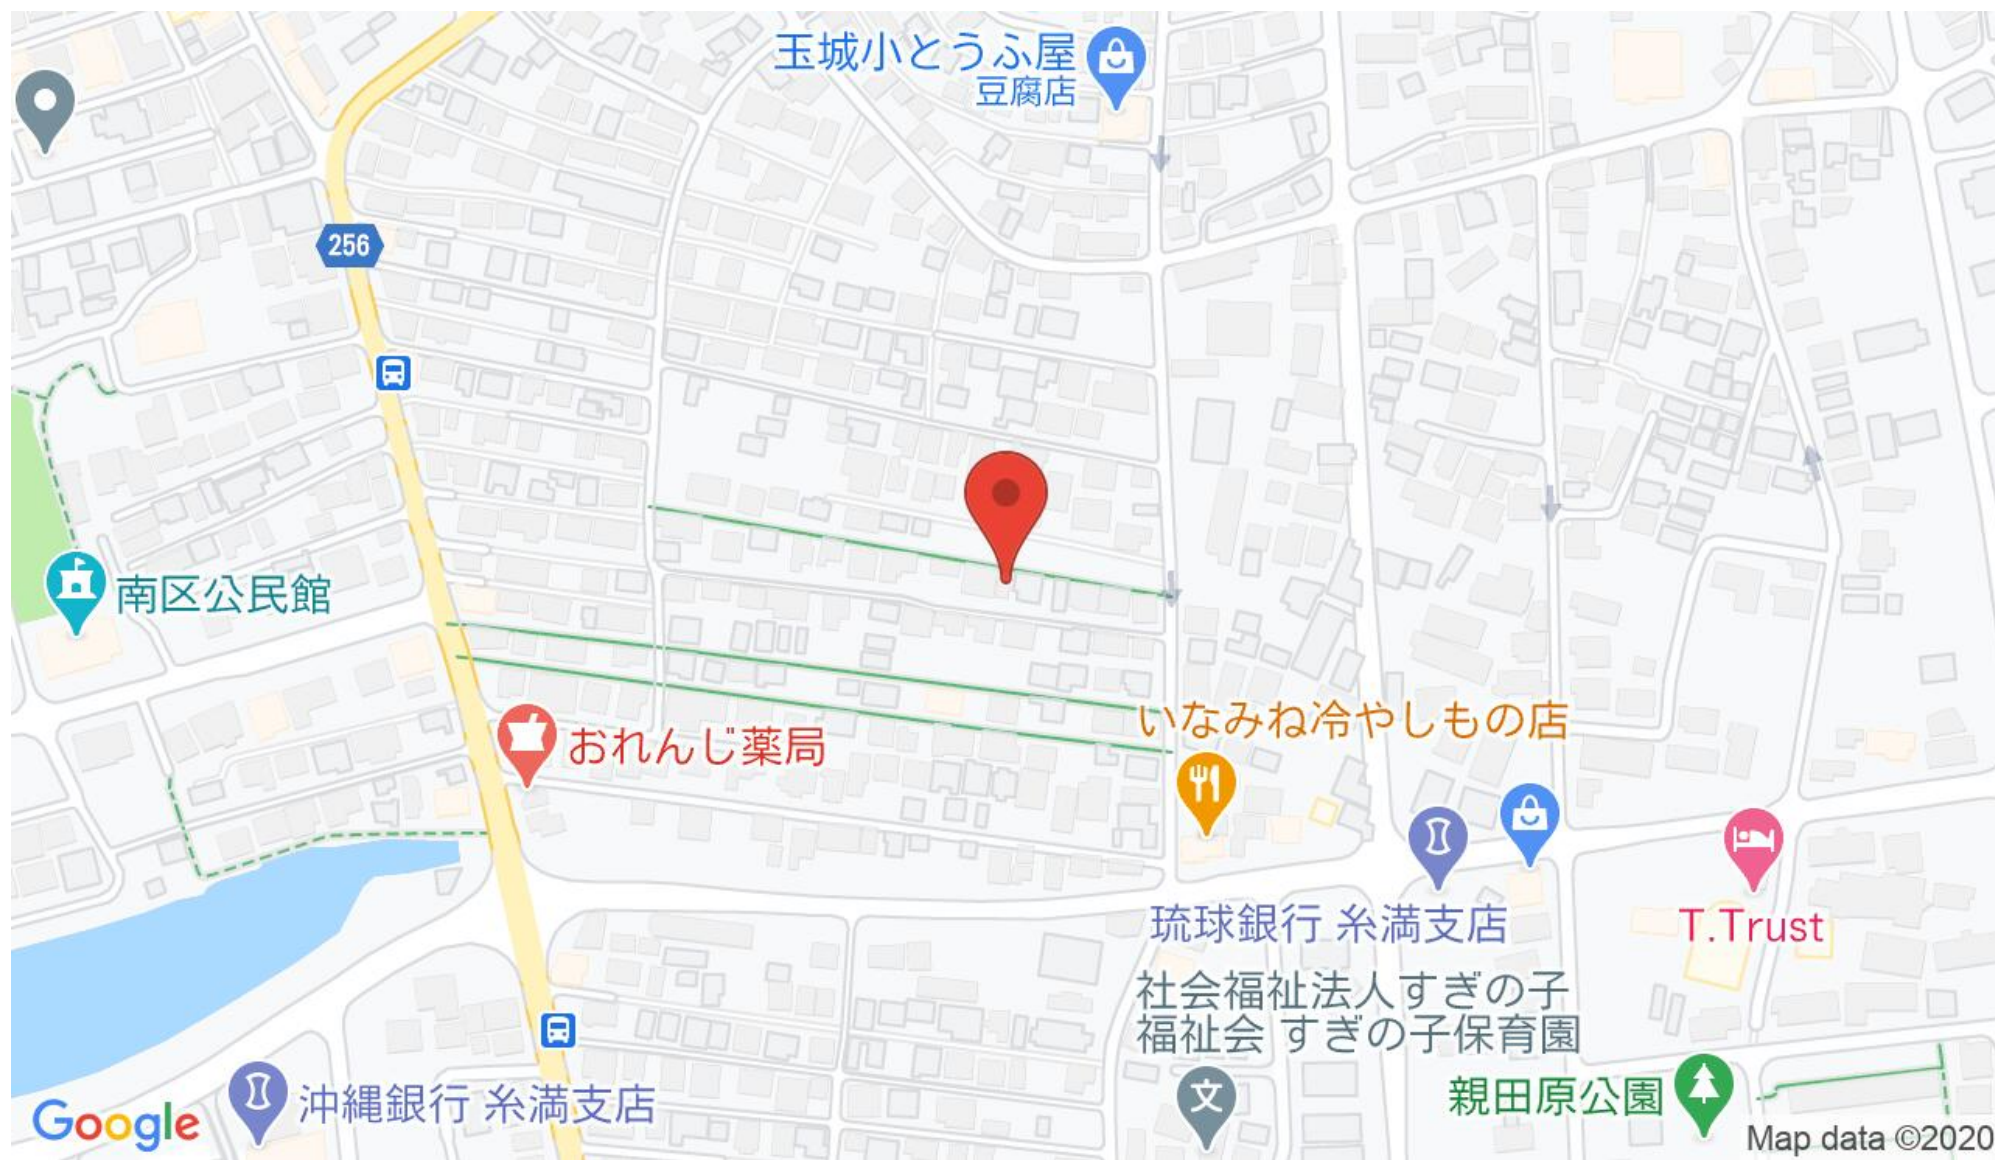 玉城小とうふ屋
豆腐店
256
南区公民館
おれんじ薬局
いなみね冷やしもの店
琉球銀行 糸満支店
T.Trust
社会福祉法人すぎの子
福祉会 すぎの子保育園
文
親田原公園
沖縄銀行 糸満支店
Google
Map data ©2020